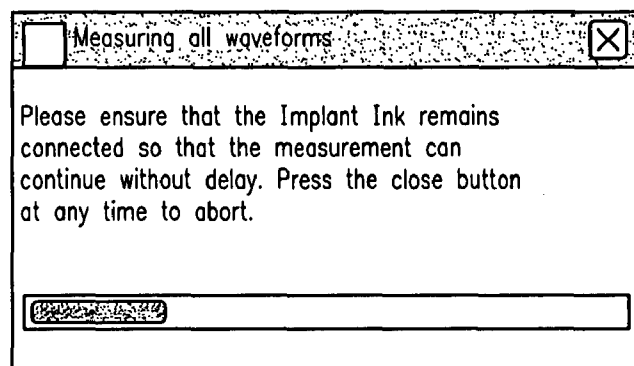 Measuring all waveforms
Please ensure that the Implant Ink remains
connected so that the measurement can
continue without delay. Press the close button
at any time to abort.